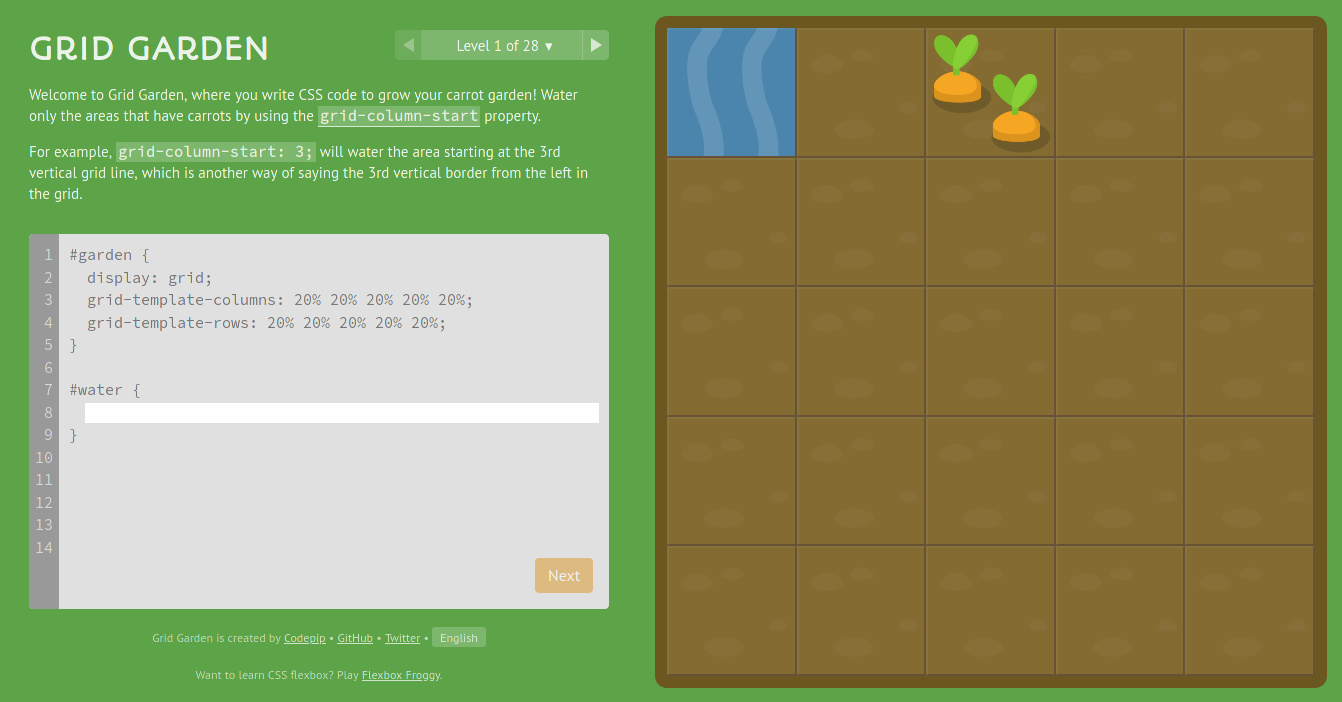 GRID GARDEN
◀ Level 1 of 28 ▾ ▶
Welcome to Grid Garden, where you write CSS code to grow your carrot garden! Water
only the areas that have carrots by using the grid-column-start property.
For example, grid-column-start: 3; will water the area starting at the 3rd
vertical grid line, which is another way of saying the 3rd vertical border from the left in
the grid.
1 #garden {
2   display: grid;
3   grid-template-columns: 20% 20% 20% 20% 20%;
4   grid-template-rows: 20% 20% 20% 20% 20%;
5 }
6
7 #water {
8
9 }
10
11
12
13
14
Next
Grid Garden is created by Codepip • GitHub • Twitter • English
Want to learn CSS flexbox? Play Flexbox Froggy.